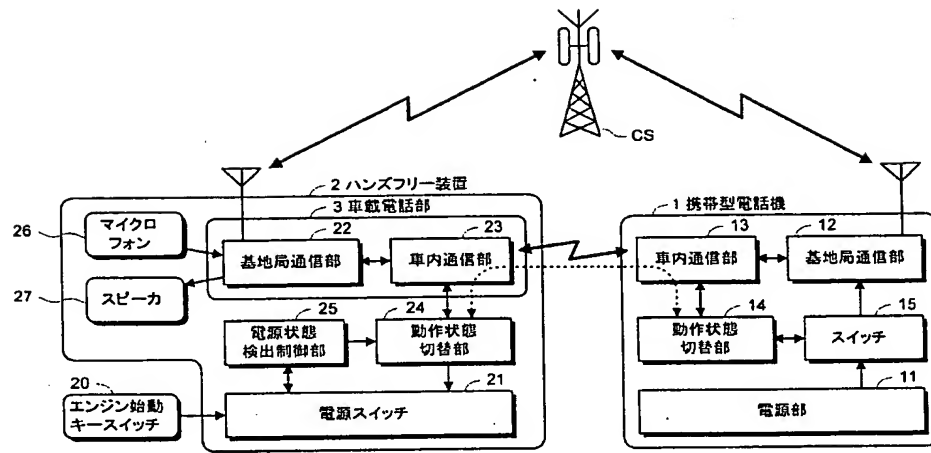 CS
2 ハンズフリー装置
3 車載電話部
26
マイクロ
フォン
22
基地局通信部
23
車内通信部
27
スピーカ
25
電源状態
検出制御部
24
動作状態
切替部
20
エンジン始動
キースイッチ
21
電源スイッチ
1 携帯型電話機
13
車内通信部
12
基地局通信部
14
動作状態
切替部
15
スイッチ
11
電源部